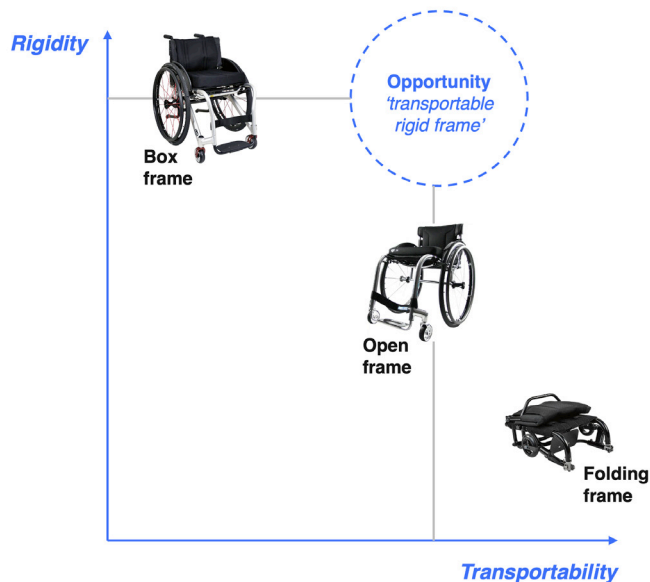 Rigidity
Opportunity
‘transportable
rigid frame’
Box
frame
Open
frame
Folding
frame
Transportability